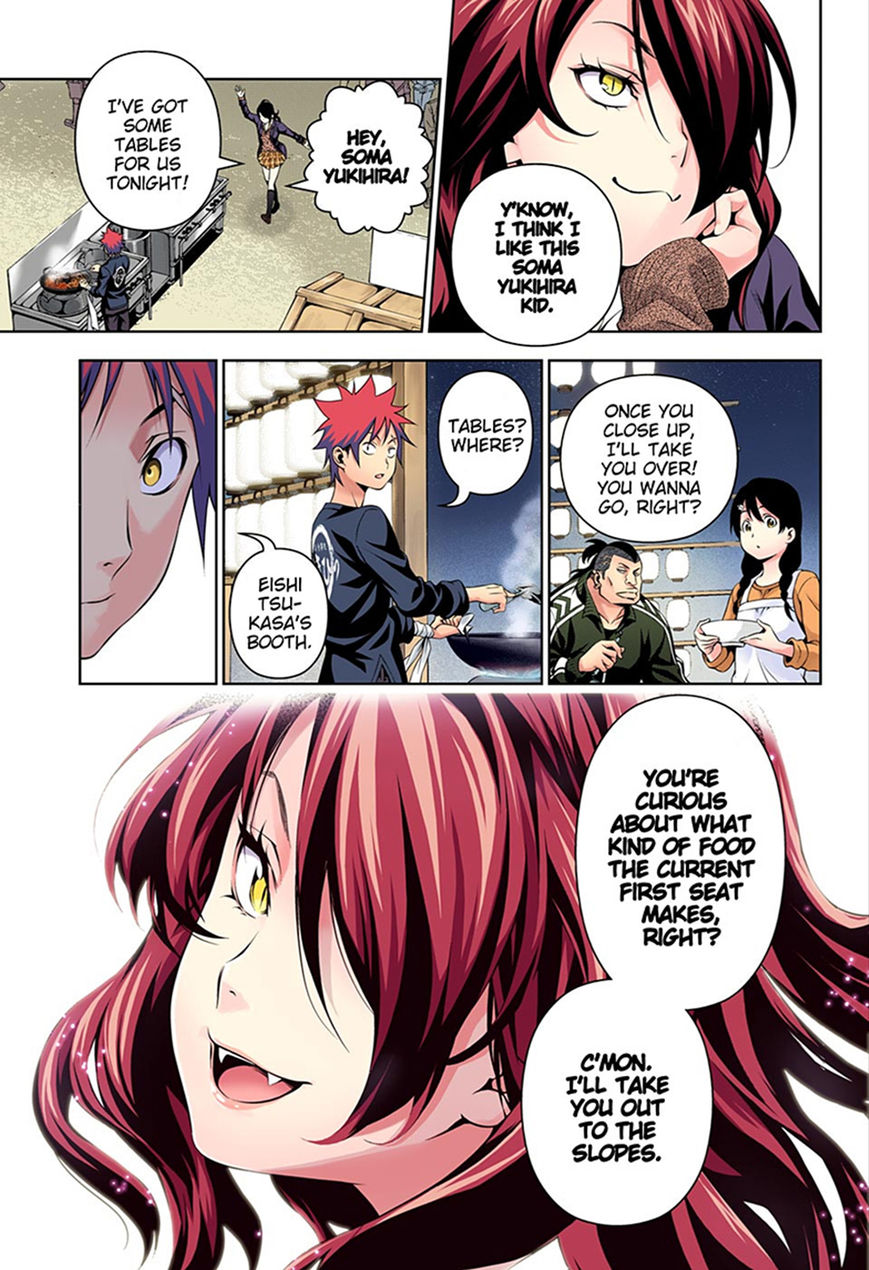 Y'KNOW,
I THINK I
LIKE THIS
SOMA
YUKIHIRA
KID.
HEY,
SOMA
YUKIHIRA!
I'VE GOT
SOME
TABLES
FOR US
TONIGHT!
ONCE YOU
CLOSE UP,
I'LL TAKE
YOU OVER!
YOU WANNA
GO, RIGHT?
TABLES?
WHERE?
EISHI
TSU-
KASA'S
BOOTH.
YOU'RE
CURIOUS
ABOUT WHAT
KIND OF FOOD
THE CURRENT
FIRST SEAT
MAKES,
RIGHT?
C'MON.
I'LL TAKE
YOU OUT
TO THE
SLOPES.